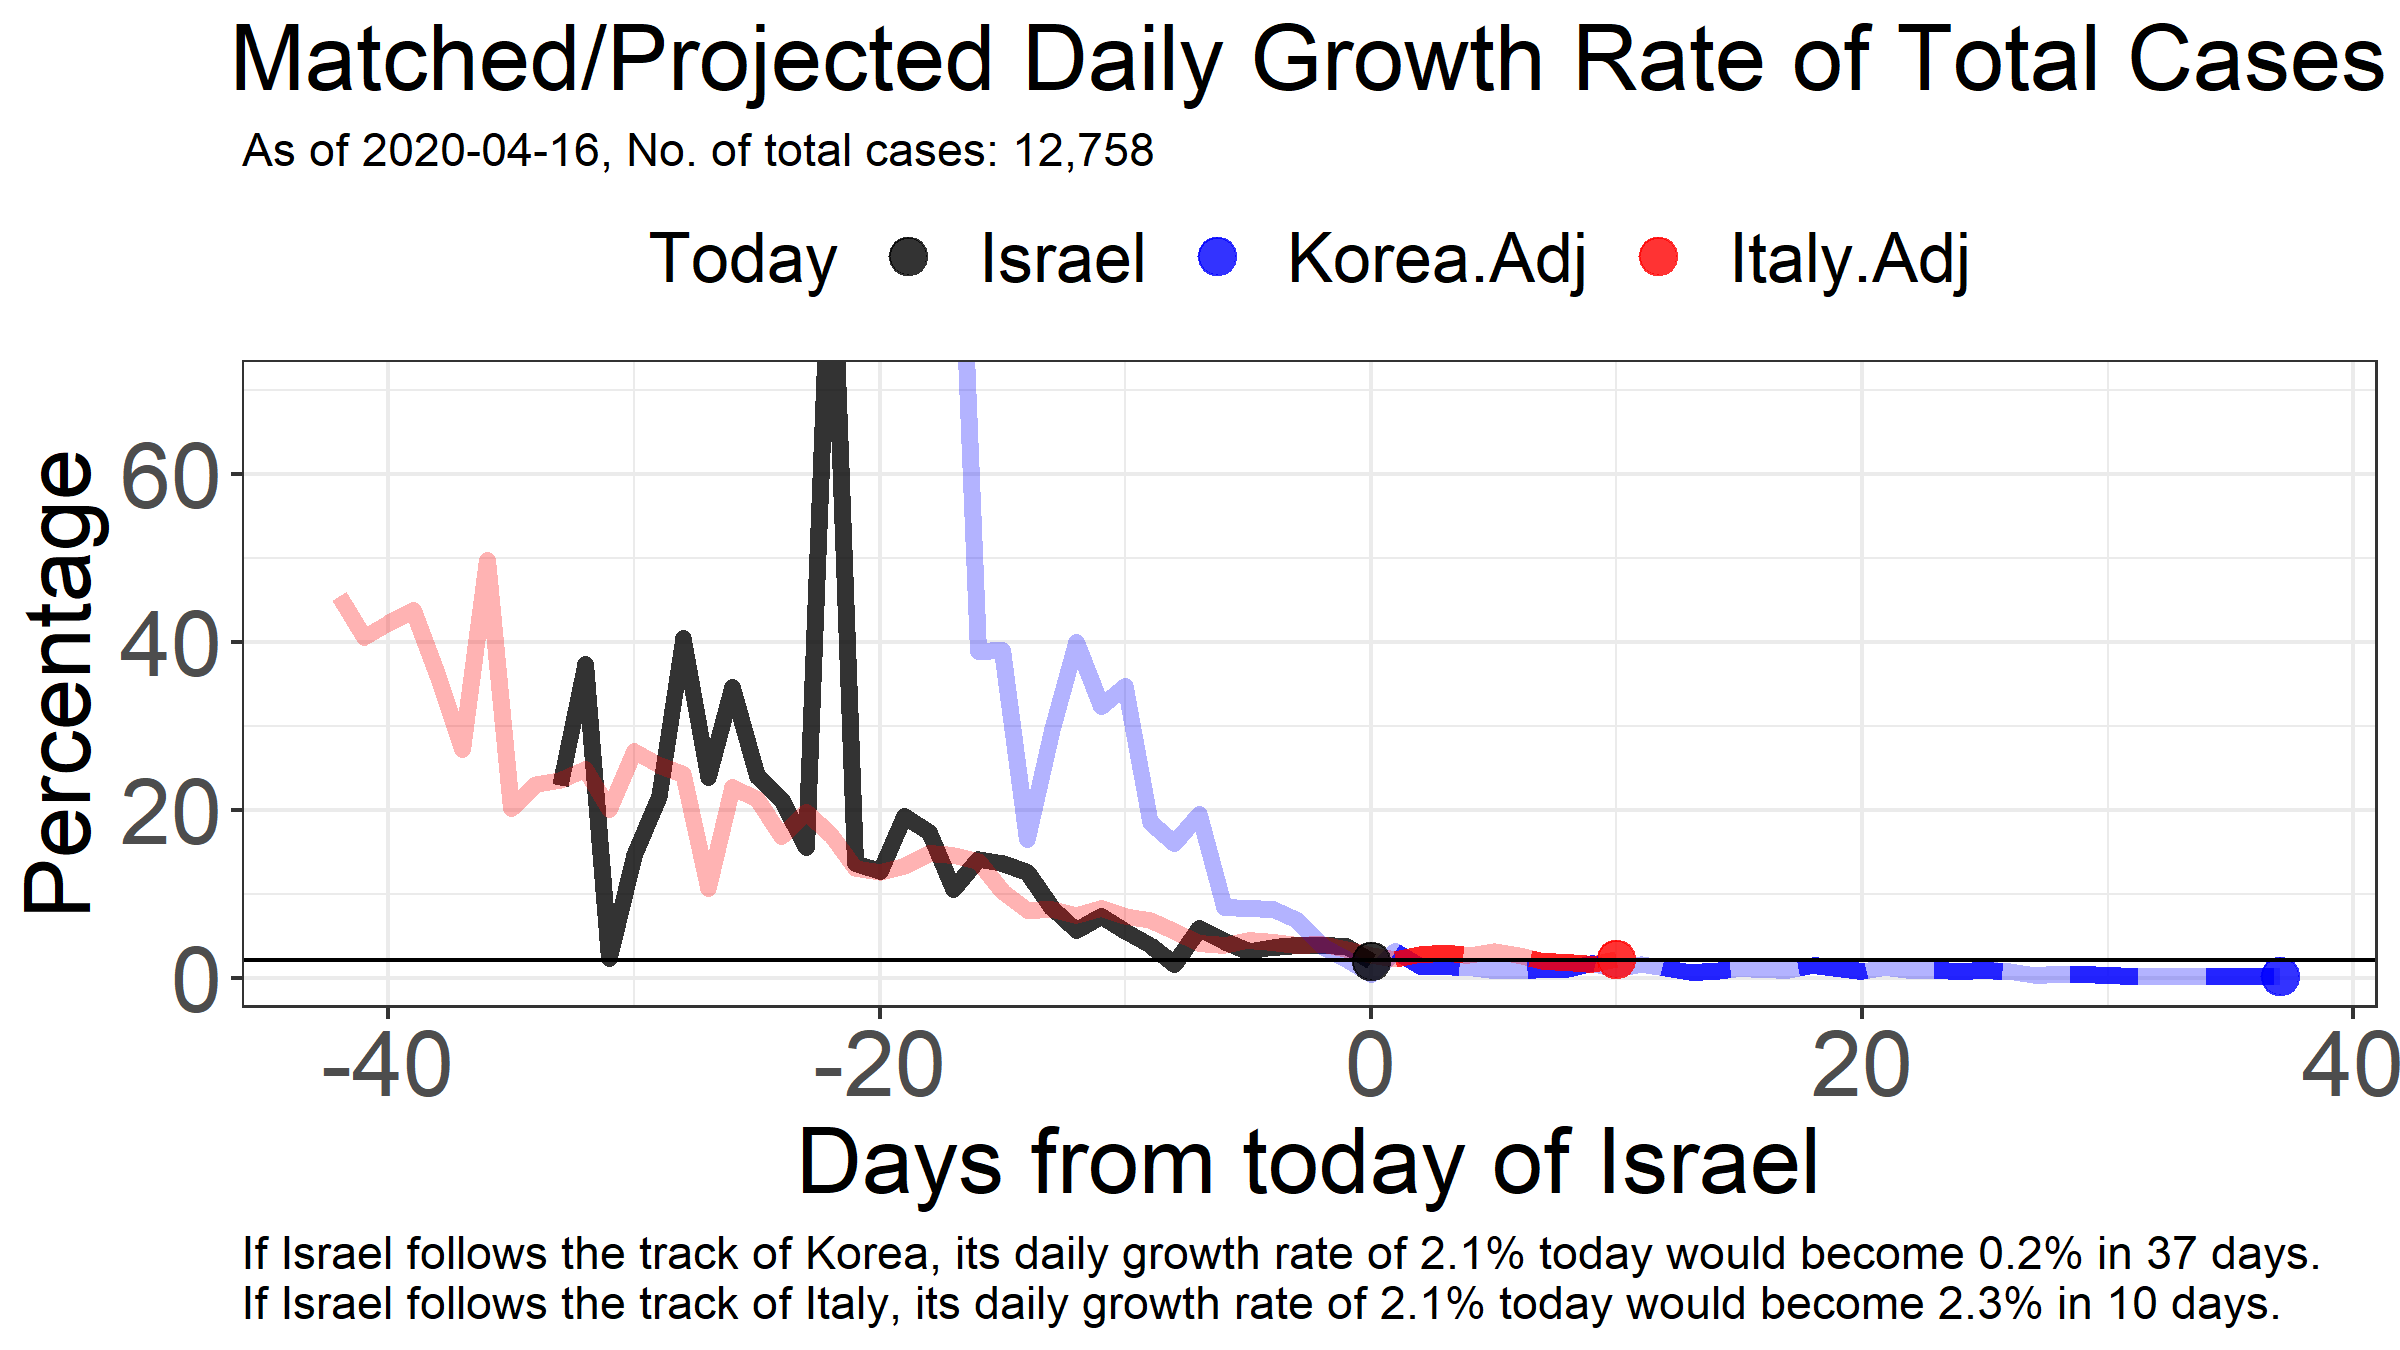 Matched/Projected Daily Growth Rate of Total Cases
As of 2020-04-16, No. of total cases: 12,758
Today Israel Korea.Adj Italy.Adj
Percentage
60
40
20
0
-40 -20 0 20 40
Days from today of Israel
If Israel follows the track of Korea, its daily growth rate of 2.1% today would become 0.2% in 37 days.
If Israel follows the track of Italy, its daily growth rate of 2.1% today would become 2.3% in 10 days.